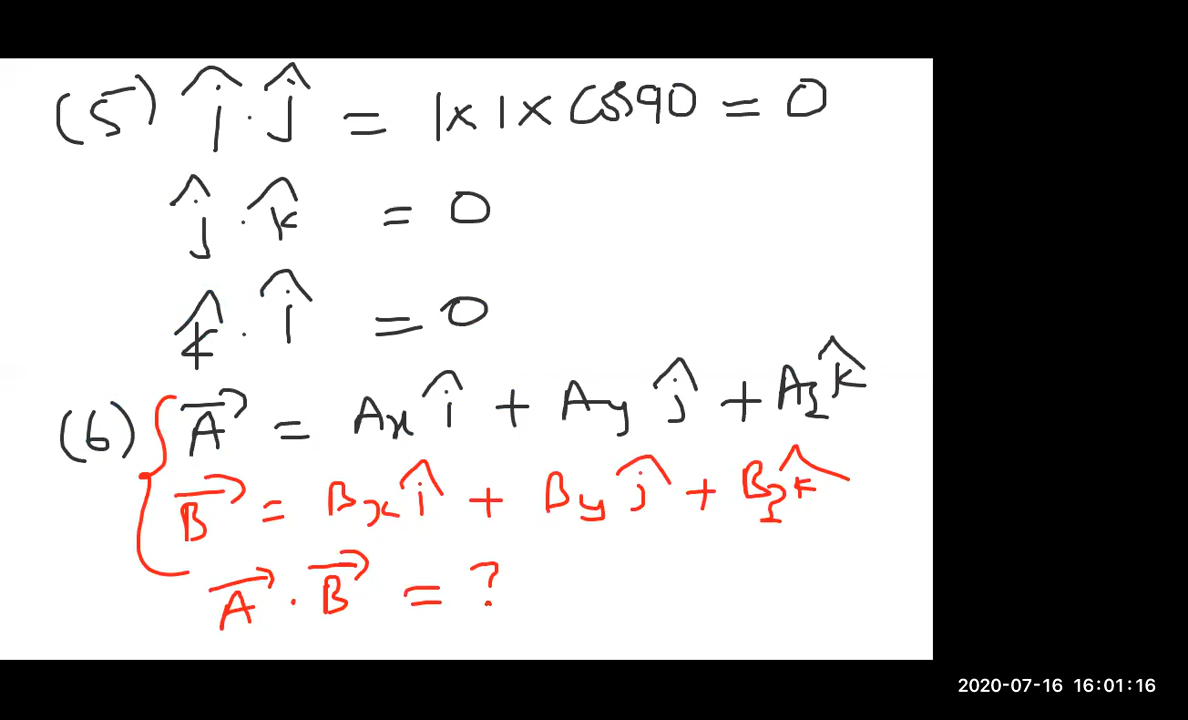 (5) î · ĵ = 1 x 1 x Cos90 = 0
ĵ · k̂ = 0
k̂ · î = 0
(6) { A⃗ = Ax î + Ay ĵ + Az k̂
B⃗ = Bx î + By ĵ + Bz k̂
A⃗ · B⃗ = ?
2020-07-16 16:01:16